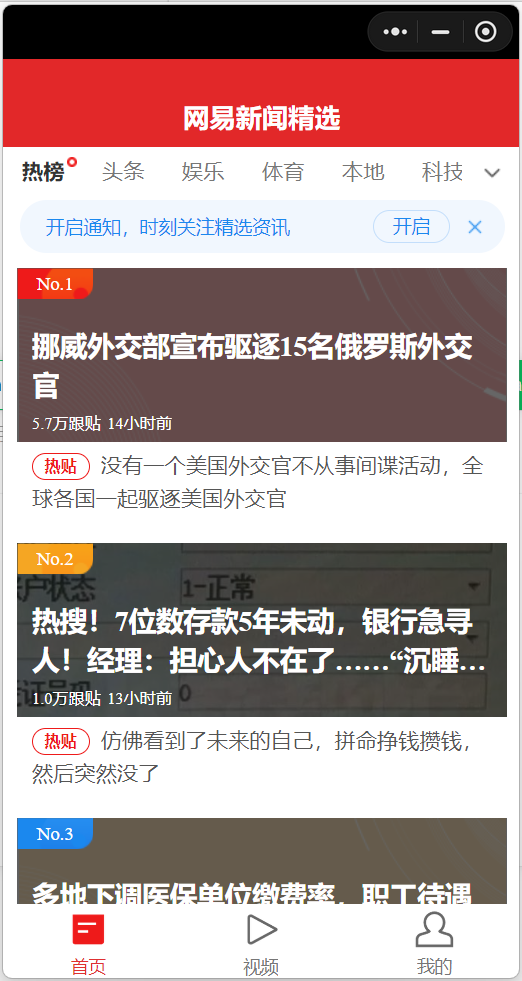 网易新闻精选
热榜 头条 娱乐 体育 本地 科技
开启通知，时刻关注精选资讯 开启
No.1
挪威外交部宣布驱逐15名俄罗斯外交
官
5.7万跟贴 14小时前
热贴 没有一个美国外交官不从事间谍活动，全
球各国一起驱逐美国外交官
No.2
户状态 1-正常
热搜！7位数存款5年未动，银行急寻
人！经理：担心人不在了……“沉睡…
1.0万跟贴 13小时前
热贴 仿佛看到了未来的自己，拼命挣钱攒钱，
然后突然没了
No.3
多地下调医保单位缴费率，职工待遇
首页 视频 我的